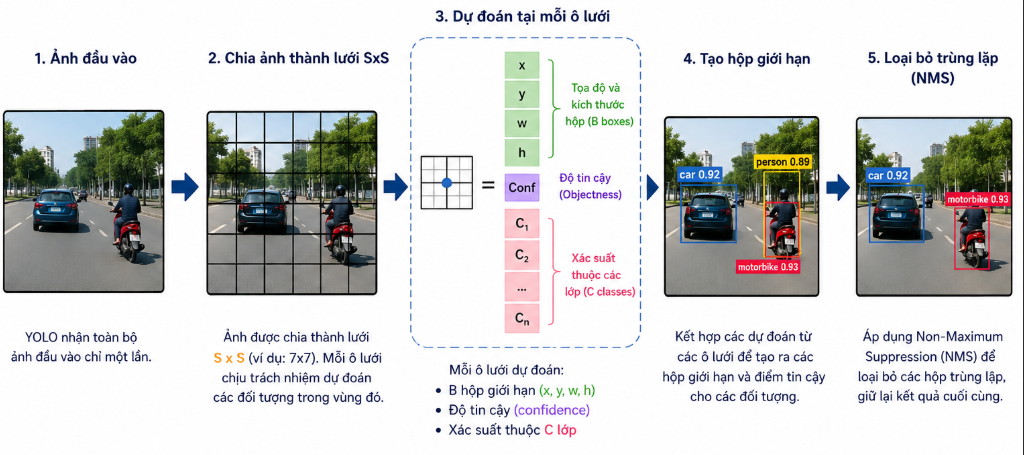 1. Ảnh đầu vào
YOLO nhận toàn bộ
ảnh đầu vào chỉ một lần.
2. Chia ảnh thành lưới SxS
Ảnh được chia thành lưới
S x S (ví dụ: 7x7). Mỗi ô lưới
chịu trách nhiệm dự đoán
các đối tượng trong vùng đó.
3. Dự đoán tại mỗi ô lưới
=
x
y
w
h
Tọa độ và
kích thước
hộp (B boxes)
Conf
Độ tin cậy
(Objectness)
C₁
C₂
...
Cₙ
Xác suất
thuộc các
lớp (C classes)
Mỗi ô lưới dự đoán:
• B hộp giới hạn (x, y, w, h)
• Độ tin cậy (confidence)
• Xác suất thuộc C lớp
4. Tạo hộp giới hạn
person 0.89
car 0.92
motorbike 0.93
Kết hợp các dự đoán từ
các ô lưới để tạo ra các
hộp giới hạn và điểm tin cậy
cho các đối tượng.
5. Loại bỏ trùng lặp
(NMS)
car 0.92
motorbike 0.93
Áp dụng Non-Maximum
Suppression (NMS) để
loại bỏ các hộp trùng lặp,
giữ lại kết quả cuối cùng.